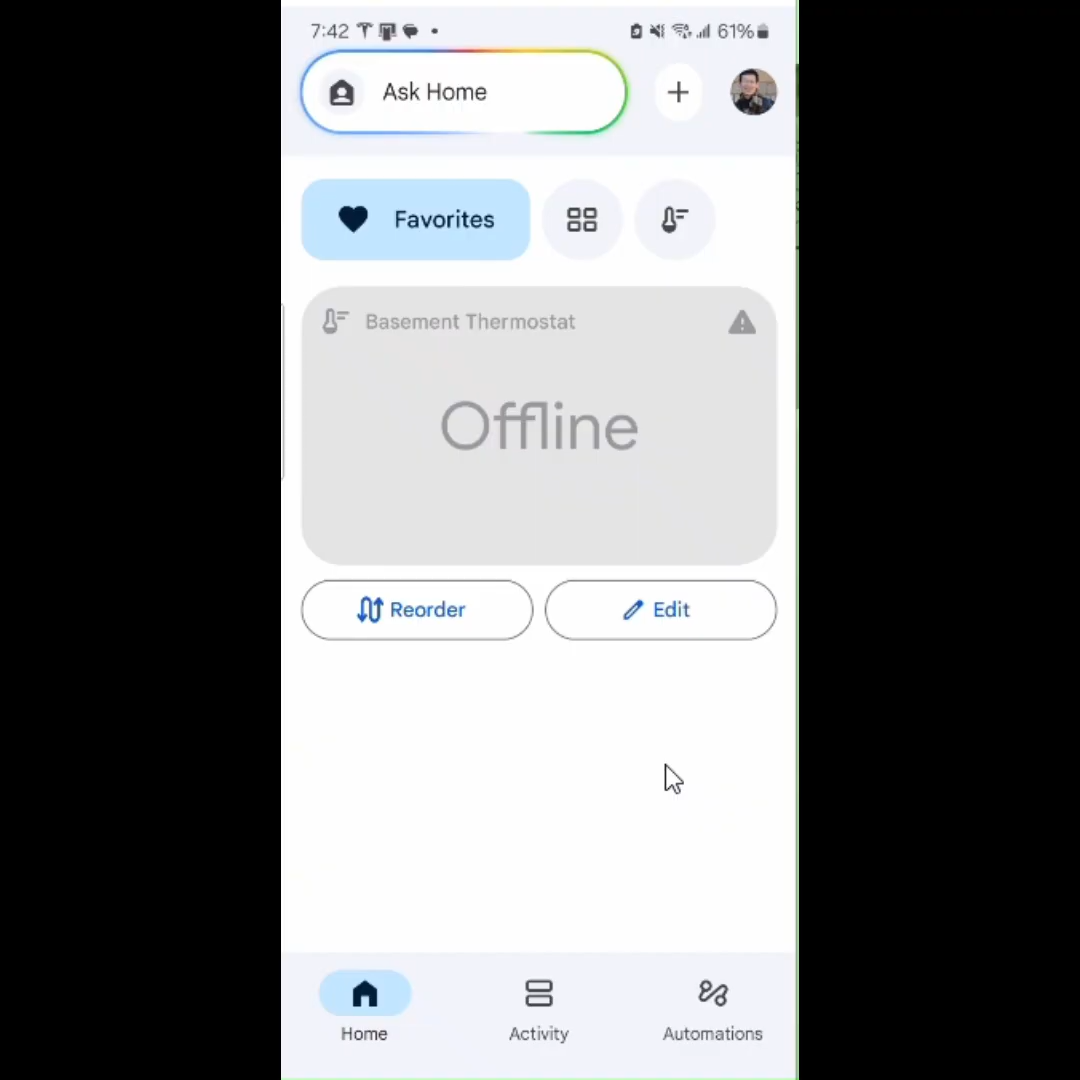 7:42
61%
Ask Home
Favorites
Basement Thermostat
Offline
Reorder
Edit
Home
Activity
Automations